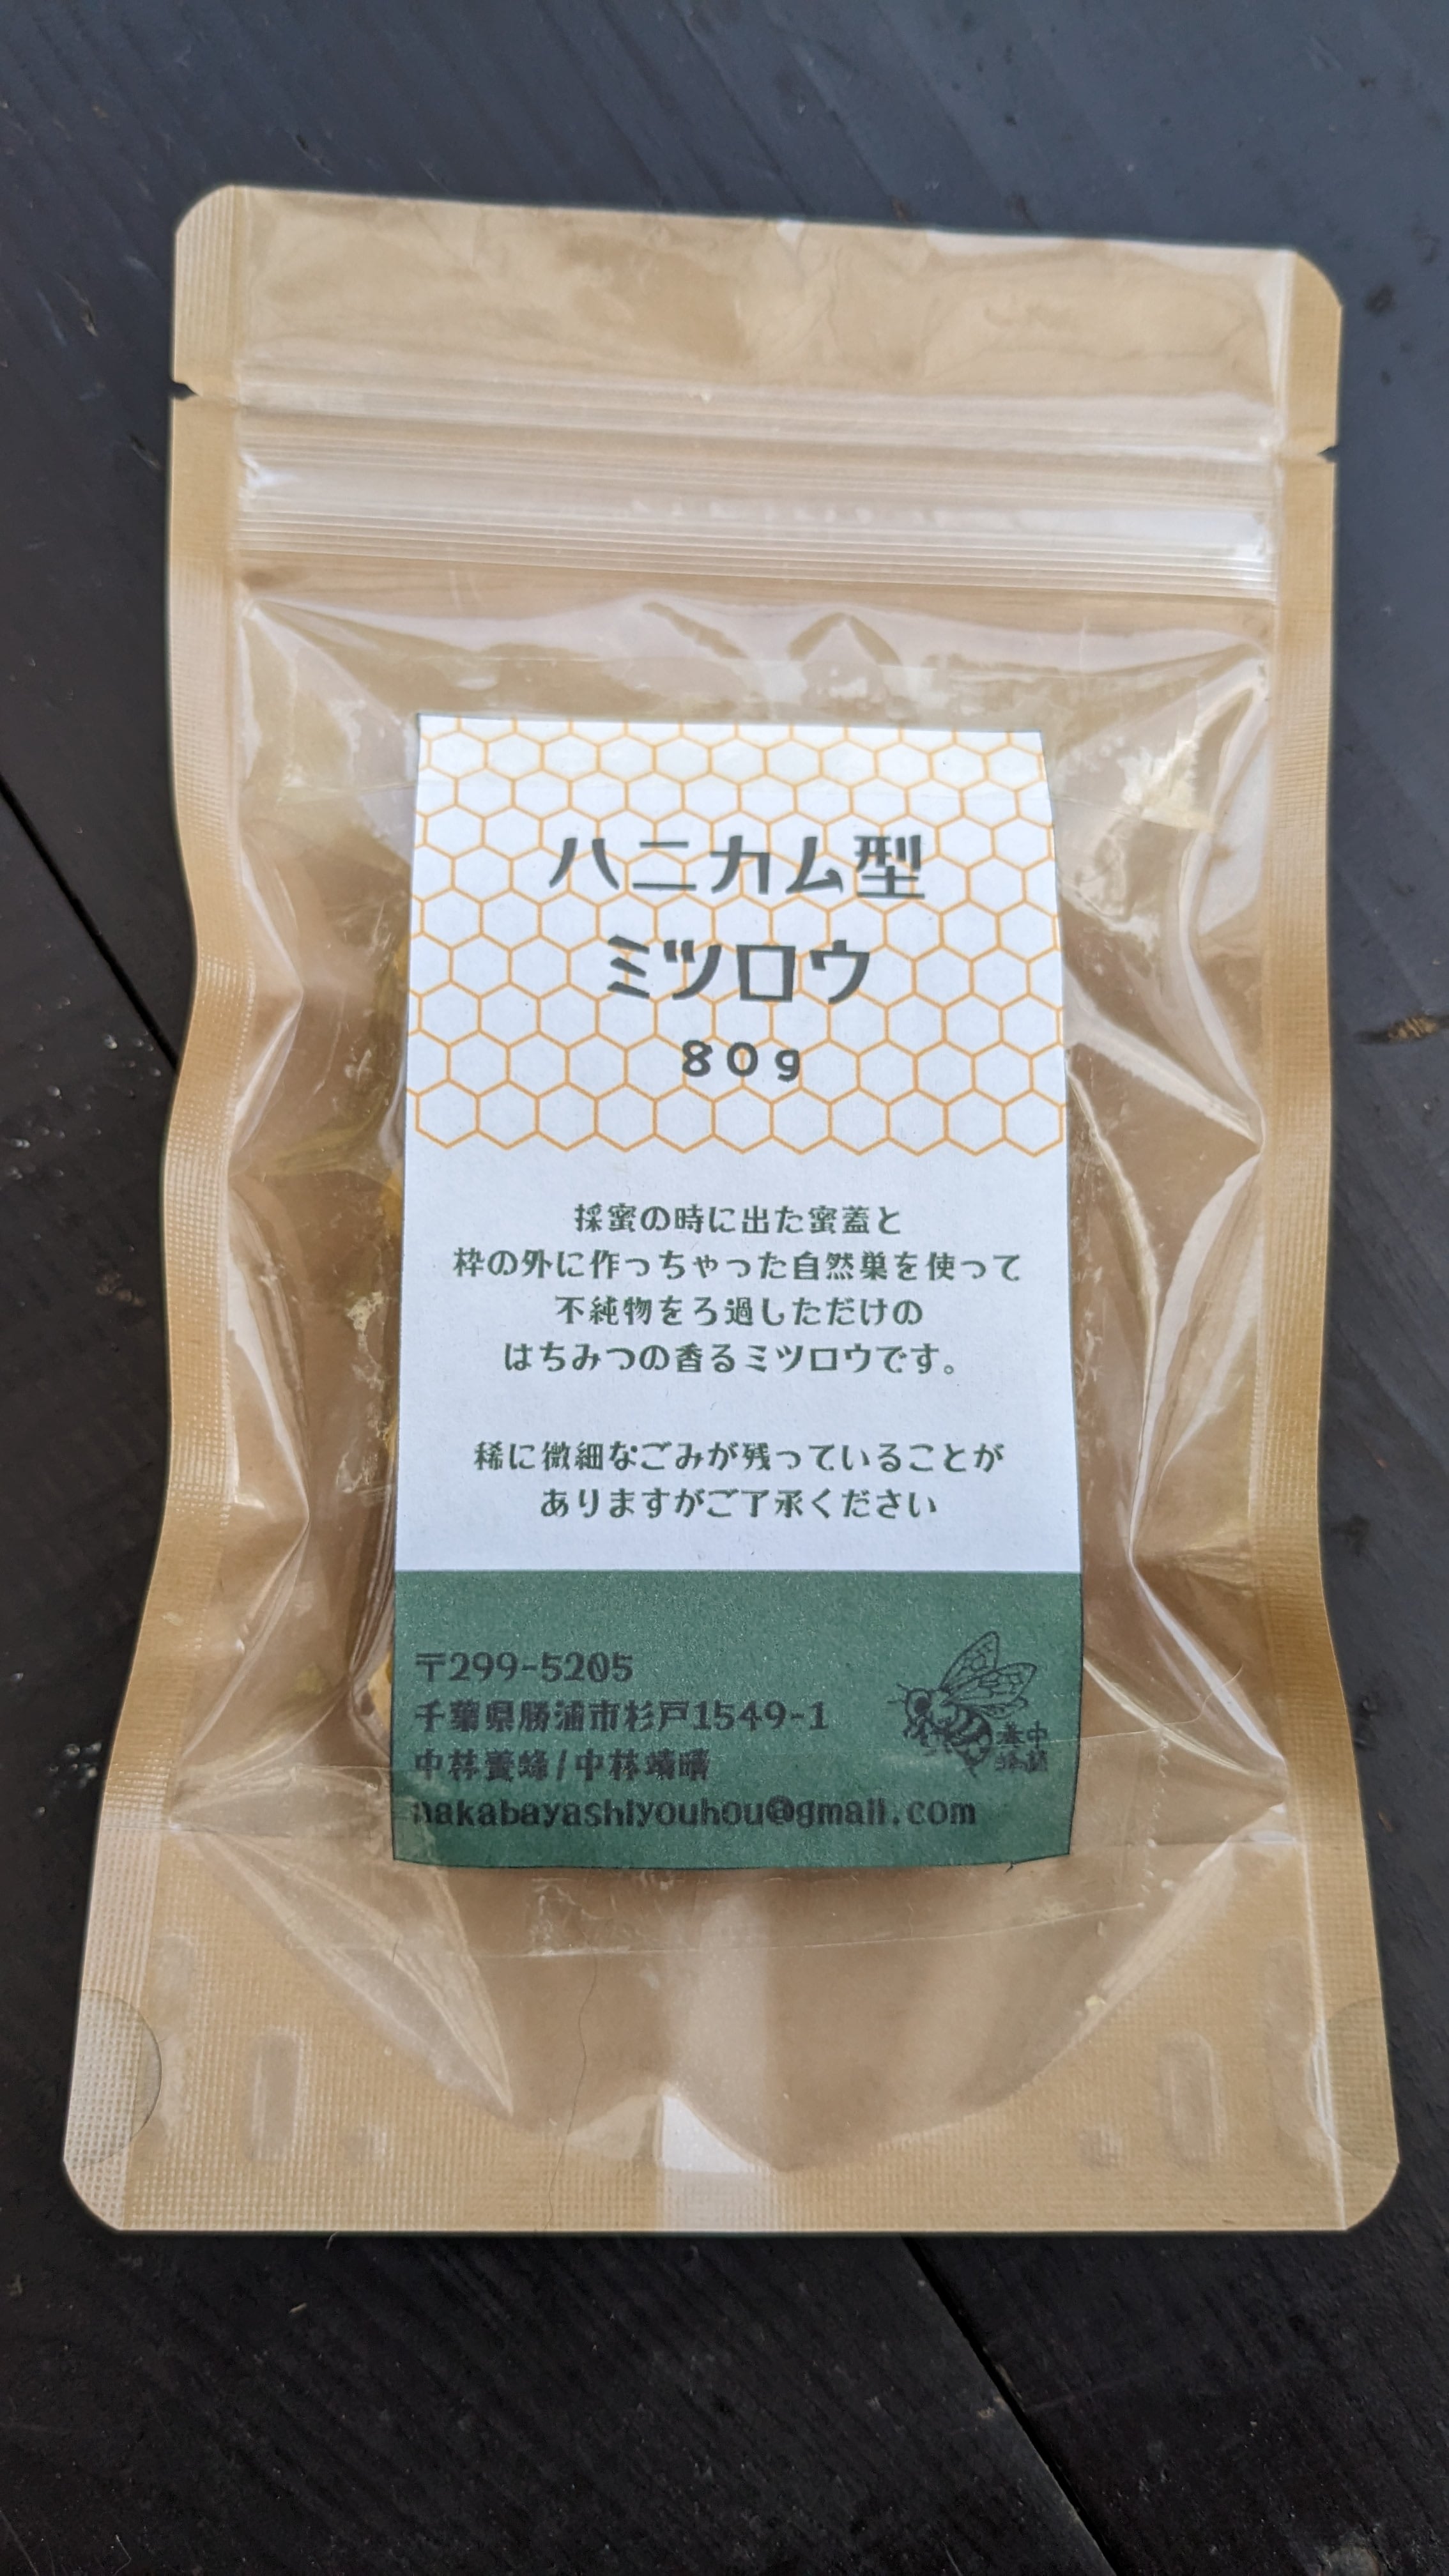 ハニカム型
ミツロウ
80g
採蜜の時に出た蜜蓋と
枠の外に作っちゃった自然巣を使って
不純物をろ過しただけの
はちみつの香るミツロウです。
稀に微細なごみが残っていることが
ありますがご了承ください
〒299-5205
千葉県勝浦市杉戸1549-1
中林養蜂/中林靖晴
nakabayashiyouhou@gmail.com